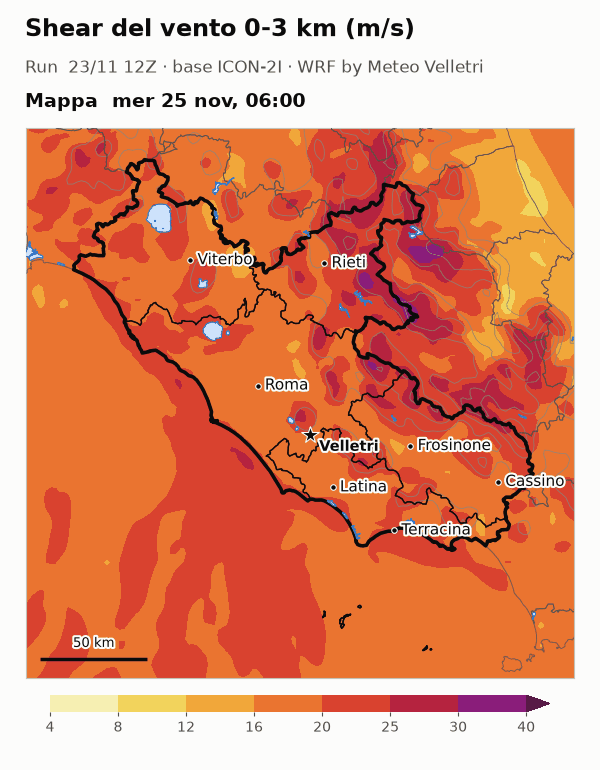 Shear del vento 0-3 km (m/s)
Run  23/11 12Z · base ICON-2I · WRF by Meteo Velletri
Mappa  mer 25 nov, 06:00
Viterbo
Rieti
Roma
Velletri
Frosinone
Latina
Cassino
Terracina
50 km
4 8 12 16 20 25 30 40